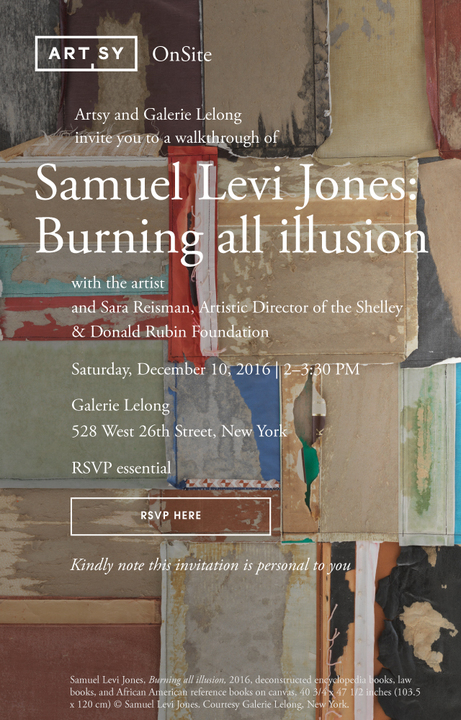 ARTSY OnSite
Artsy and Galerie Lelong
invite you to a walkthrough of
Samuel Levi Jones:
Burning all illusion
with the artist
and Sara Reisman, Artistic Director of the Shelley
& Donald Rubin Foundation
Saturday, December 10, 2016 | 2–3:30 PM
Galerie Lelong
528 West 26th Street, New York
RSVP essential
RSVP HERE
Kindly note this invitation is personal to you
Samuel Levi Jones, Burning all illusion, 2016, deconstructed encyclopedia books, law
books, and African American reference books on canvas, 40 3/4 x 47 1/2 inches (103.5
x 120 cm) © Samuel Levi Jones. Courtesy Galerie Lelong, New York.